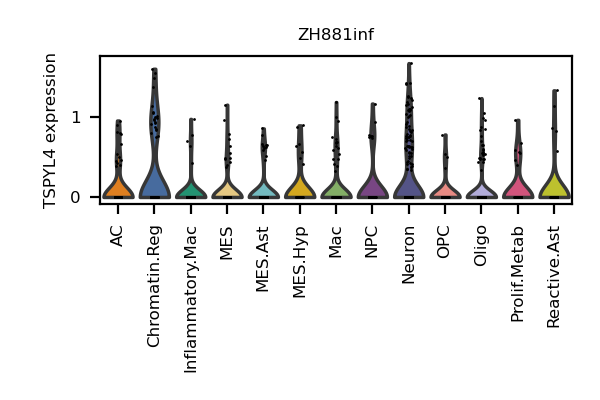 ZH881inf
TSPYL4 expression
1
0
AC
Chromatin.Reg
Inflammatory.Mac
MES
MES.Ast
MES.Hyp
Mac
NPC
Neuron
OPC
Oligo
Prolif.Metab
Reactive.Ast